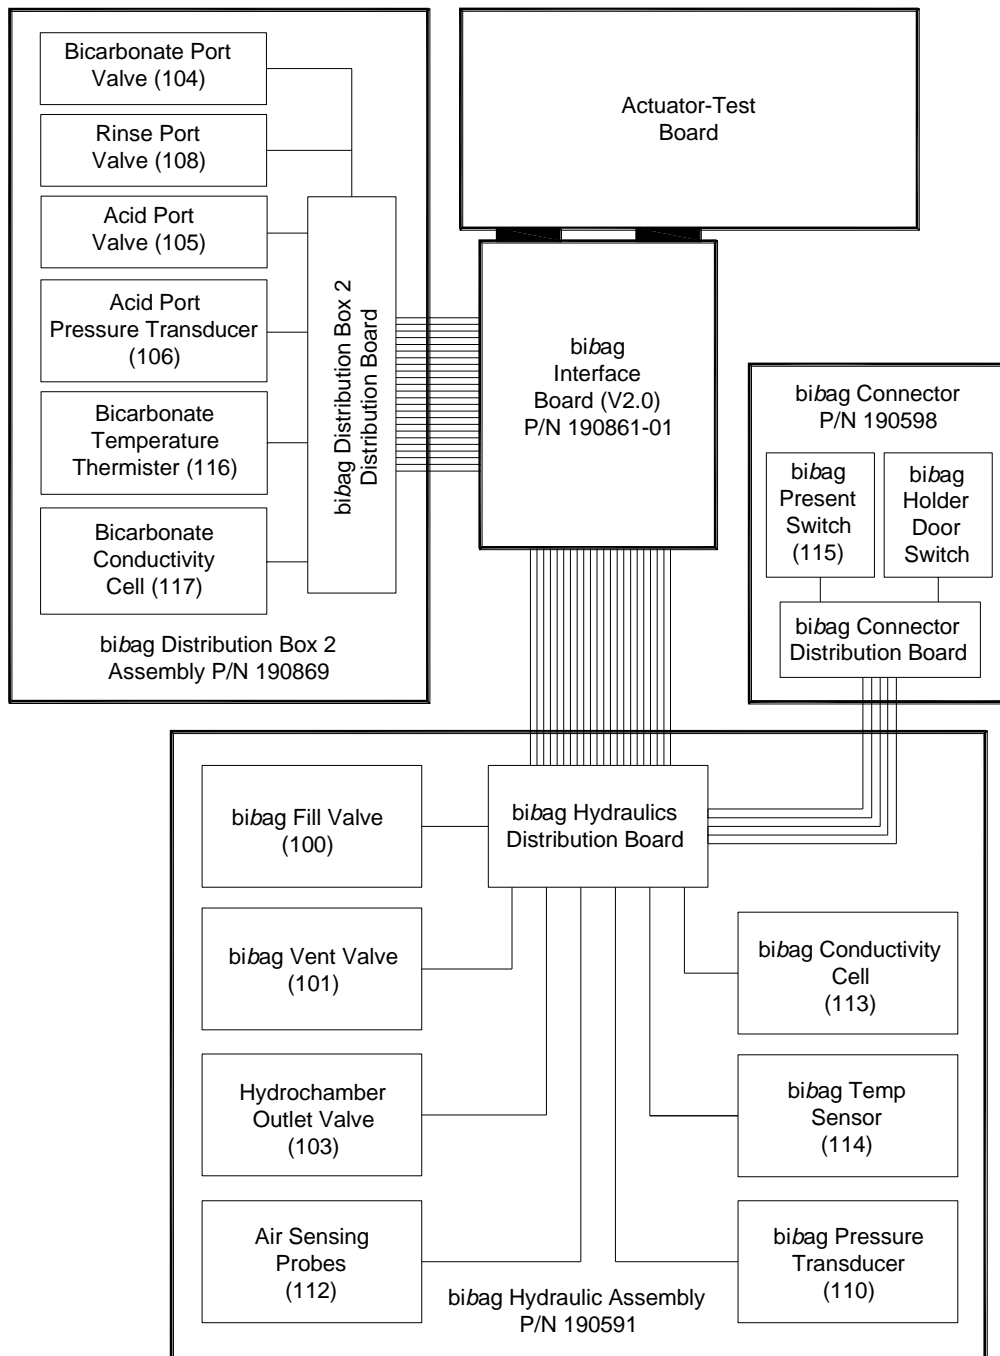 Bicarbonate Port
Valve (104)
Rinse Port
Valve (108)
Acid Port
Valve (105)
Acid Port
Pressure Transducer
(106)
Bicarbonate
Temperature
Thermister (116)
Bicarbonate
Conductivity
Cell (117)
bibag Distribution Box 2
Distribution Board
bibag Distribution Box 2
Assembly P/N 190869
Actuator-Test
Board
bibag
Interface
Board (V2.0)
P/N 190861-01
bibag Connector
P/N 190598
bibag
Present
Switch
(115)
bibag
Holder
Door
Switch
bibag Connector
Distribution Board
bibag Fill Valve
(100)
bibag Hydraulics
Distribution Board
bibag Vent Valve
(101)
bibag Conductivity
Cell
(113)
Hydrochamber
Outlet Valve
(103)
bibag Temp
Sensor
(114)
Air Sensing
Probes
(112)
bibag Pressure
Transducer
(110)
bibag Hydraulic Assembly
P/N 190591